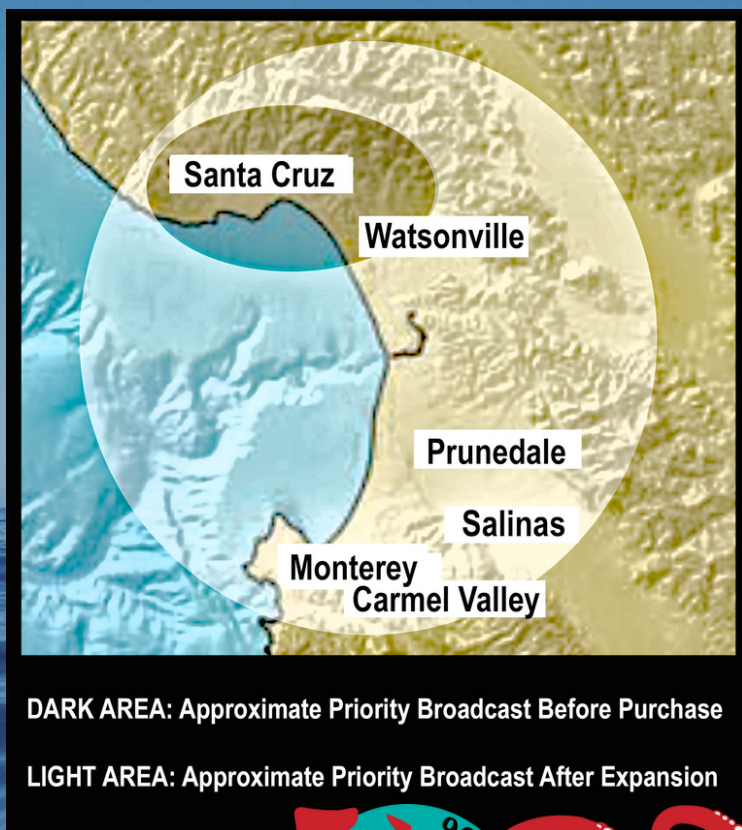 Santa Cruz
Watsonville
Prunedale
Salinas
Monterey
Carmel Valley
DARK AREA: Approximate Priority Broadcast Before Purchase
LIGHT AREA: Approximate Priority Broadcast After Expansion